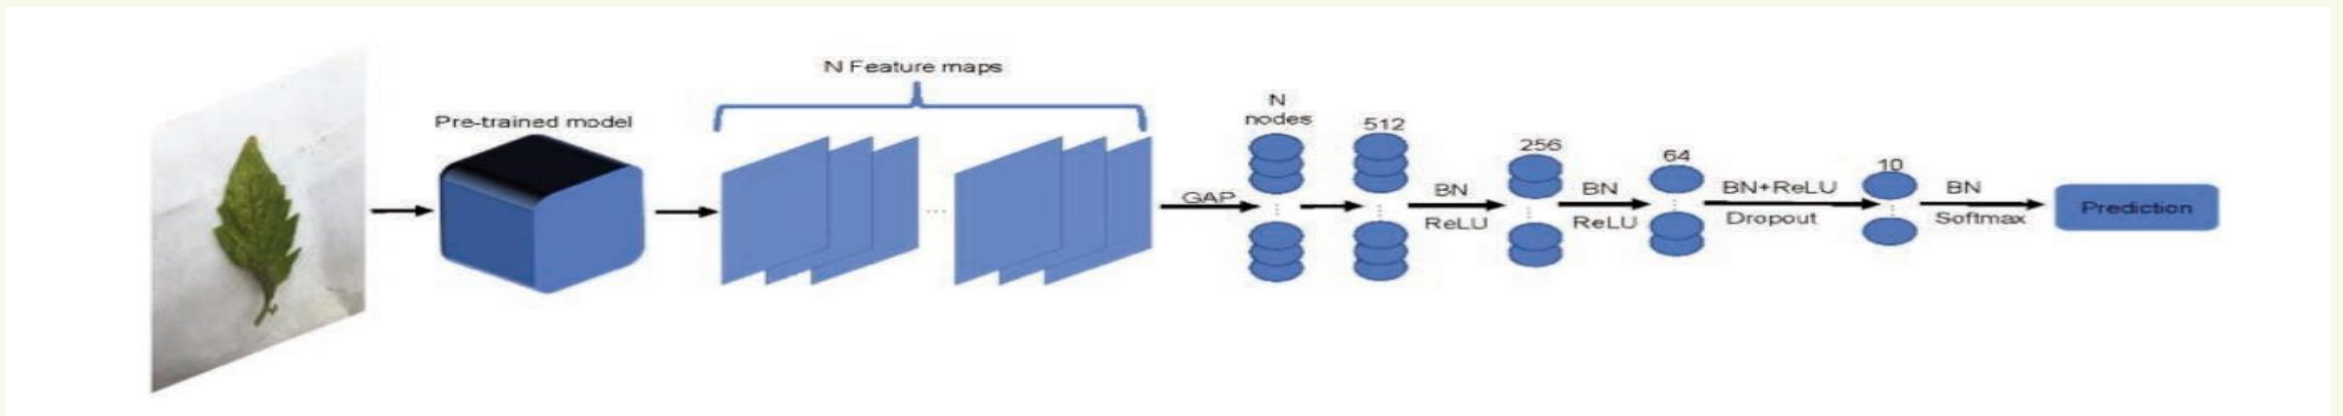 N Feature maps
Pre-trained model
GAP
N
nodes
512
BN
ReLU
256
BN
ReLU
64
BN+ReLU
Dropout
10
BN
Softmax
Prediction